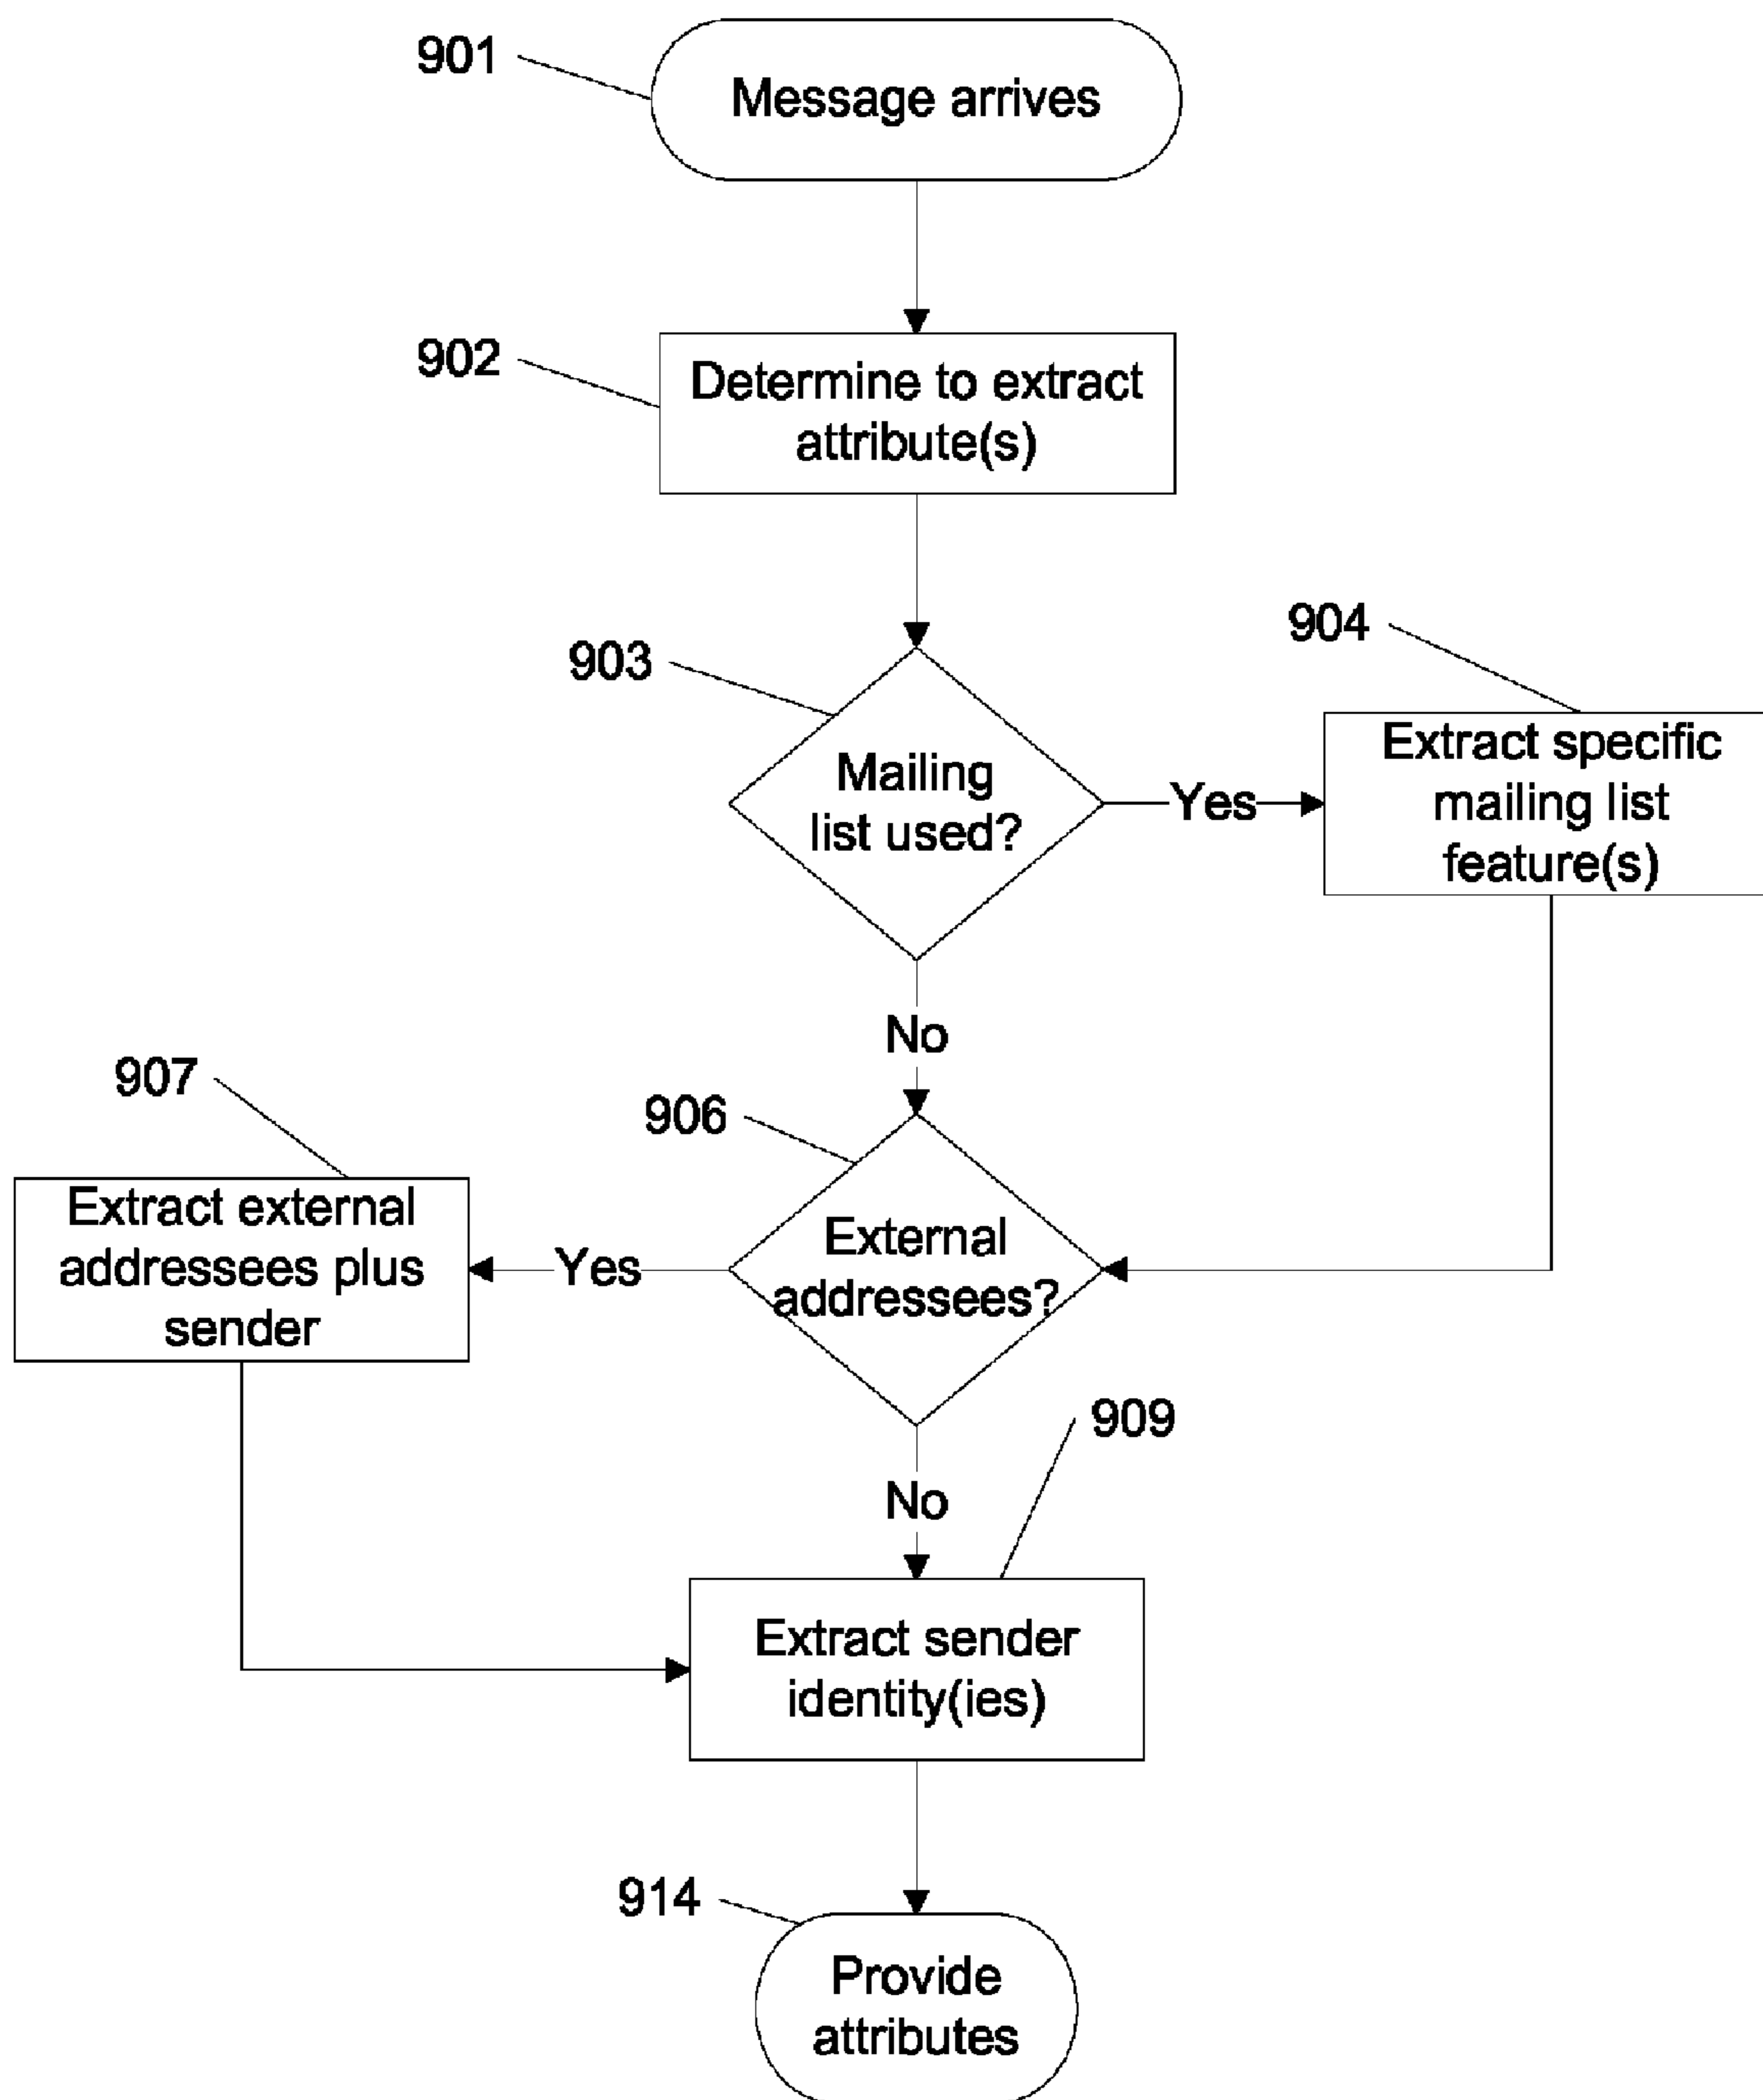 901
Message arrives
902
Determine to extract
attribute(s)
903
Mailing
list used?
Yes
904
Extract specific
mailing list
feature(s)
No
907
Extract external
addressees plus
sender
906
External
addressees?
Yes
No
909
Extract sender
identity(ies)
914
Provide
attributes